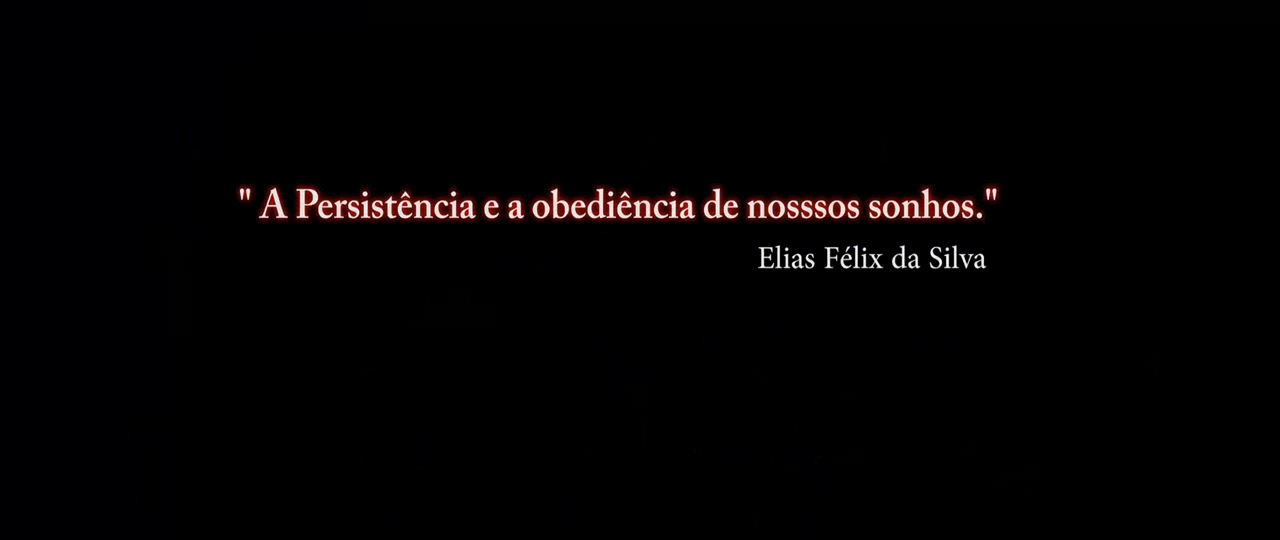 " A Persistência e a obediência de nosssos sonhos."
Elias Félix da Silva